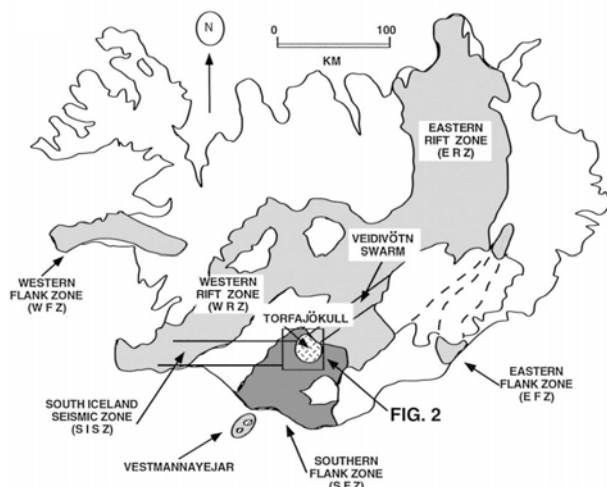 N
0
100
KM
EASTERN
RIFT ZONE
(E R Z)
VEIDIVÖTN
SWARM
WESTERN
FLANK ZONE
(W F Z)
WESTERN
RIFT ZONE
(W R Z)
TORFAJÖKULL
SOUTH ICELAND
SEISMIC ZONE
(S I S Z)
FIG. 2
EASTERN
FLANK ZONE
(E F Z)
VESTMANNAYEJAR
SOUTHERN
FLANK ZONE
(S F Z)